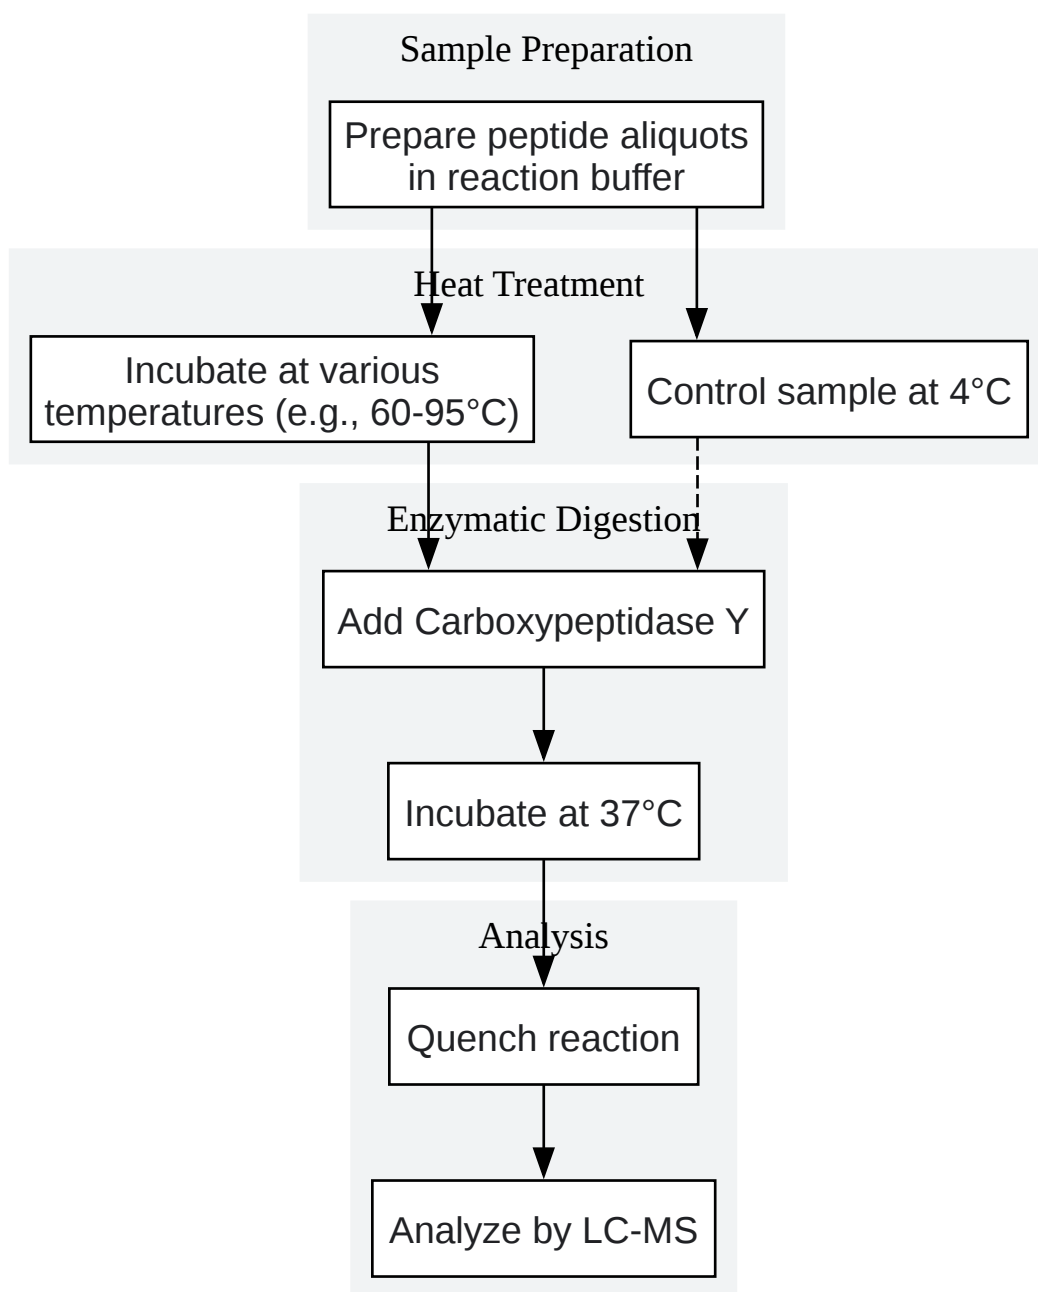 Sample Preparation
Prepare peptide aliquots
in reaction buffer
Heat Treatment
Incubate at various
temperatures (e.g., 60-95°C)
Control sample at 4°C
Enzymatic Digestion
Add Carboxypeptidase Y
Incubate at 37°C
Analysis
Quench reaction
Analyze by LC-MS